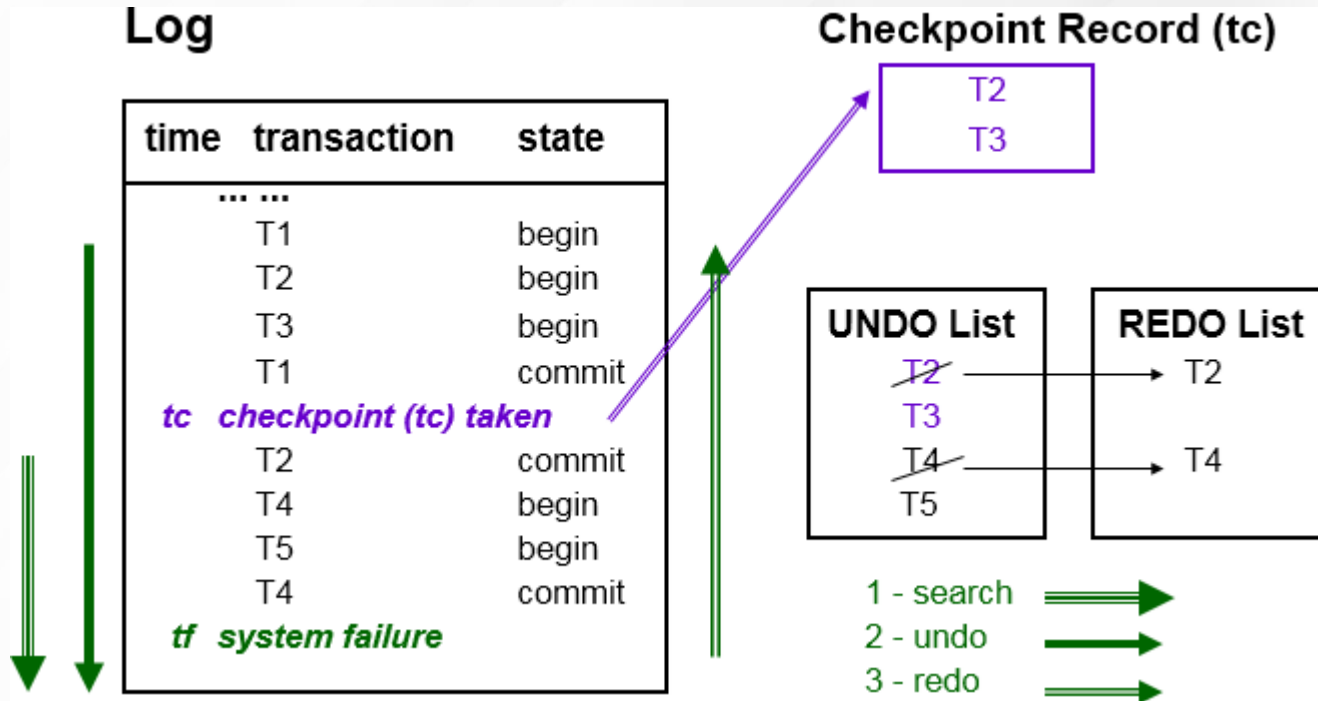 Log
time transaction state
... ...
T1 begin
T2 begin
T3 begin
T1 commit
tc checkpoint (tc) taken
T2 commit
T4 begin
T5 begin
T4 commit
tf system failure
Checkpoint Record (tc)
T2
T3
UNDO List
T2
T3
T4
T5
REDO List
T2
T4
1 - search
2 - undo
3 - redo